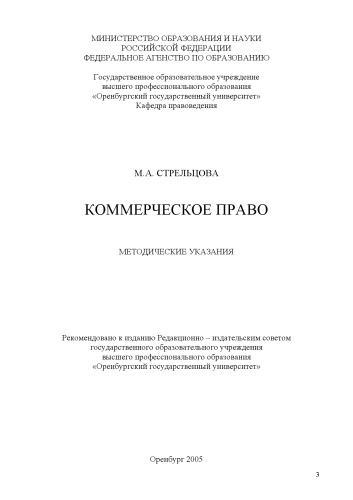 МИНИСТЕРСТВО ОБРАЗОВАНИЯ И НАУКИ
РОССИЙСКОЙ ФЕДЕРАЦИИ
ФЕДЕРАЛЬНОЕ АГЕНСТВО ПО ОБРАЗОВАНИЮ
Государственное образовательное учреждение
высшего профессионального образования
«Оренбургский государственный университет»
Кафедра правоведения
М.А. СТРЕЛЬЦОВА
КОММЕРЧЕСКОЕ ПРАВО
МЕТОДИЧЕСКИЕ УКАЗАНИЯ
Рекомендовано к изданию Редакционно – издательским советом
государственного образовательного учреждения
высшего профессионального образования
«Оренбургский государственный университет»
Оренбург 2005
3